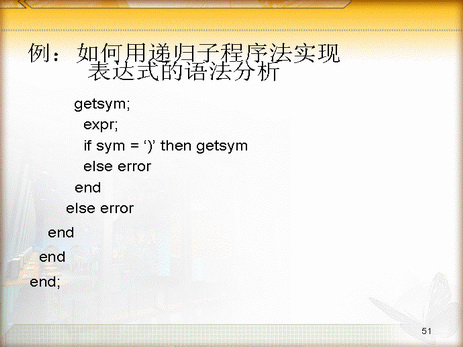 例：如何用递归子程序法实现
表达式的语法分析
getsym;
expr;
if sym = ‘)’ then getsym
else error
end
else error
end
end
end;
51